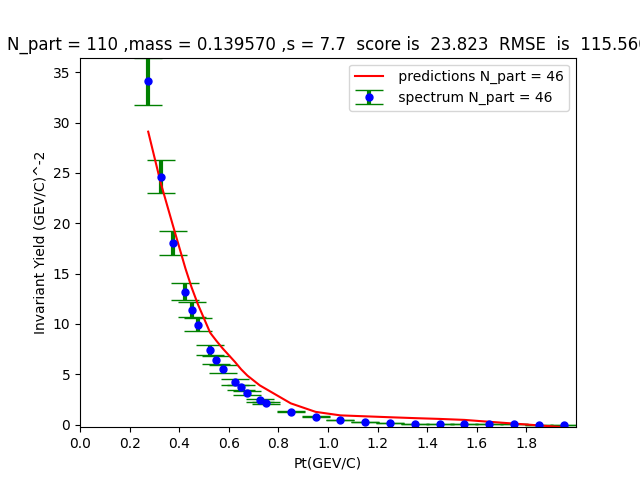 N_part = 110 ,mass = 0.139570 ,s = 7.7  score is  23.823  RMSE  is
predictions N_part = 46
spectrum N_part = 46
Invariant Yield (GEV/C)^-2
35
30
25
20
15
10
5
0
0.0 0.2 0.4 0.6 0.8 1.0 1.2 1.4 1.6 1.8
Pt(GEV/C)